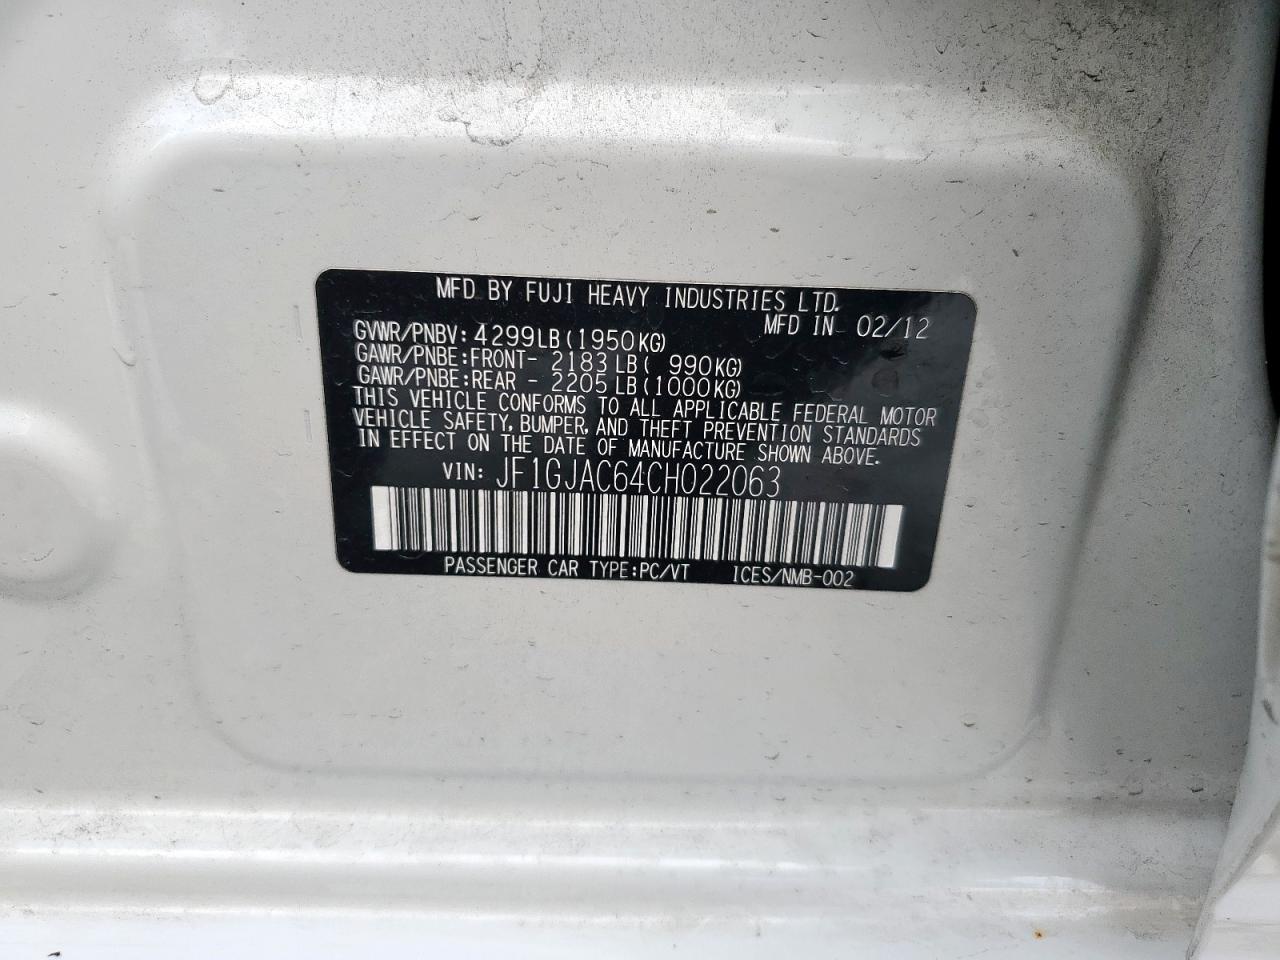 MFD BY FUJI HEAVY INDUSTRIES LTD.
MFD IN 02/12
GVWR/PNBV: 4299LB(1950KG)
GAWR/PNBE:FRONT- 2183 LB( 990KG)
GAWR/PNBE:REAR - 2205 LB(1000KG)
THIS VEHICLE CONFORMS TO ALL APPLICABLE FEDERAL MOTOR
VEHICLE SAFETY, BUMPER, AND THEFT PREVENTION STANDARDS
IN EFFECT ON THE DATE OF MANUFACTURE SHOWN ABOVE.
VIN: JF1GJAC64CH022063
PASSENGER CAR TYPE:PC/VT ICES/NMB-002